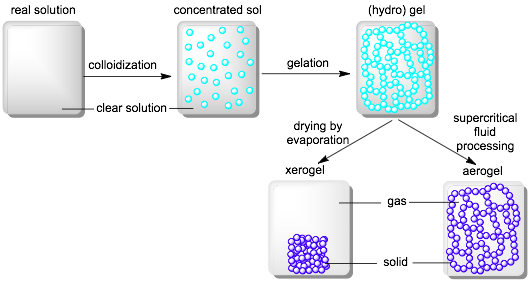 real solution
concentrated sol
(hydro) gel
colloidization
gelation
clear solution
drying by
evaporation
supercritical
fluid
processing
xerogel
aerogel
gas
solid